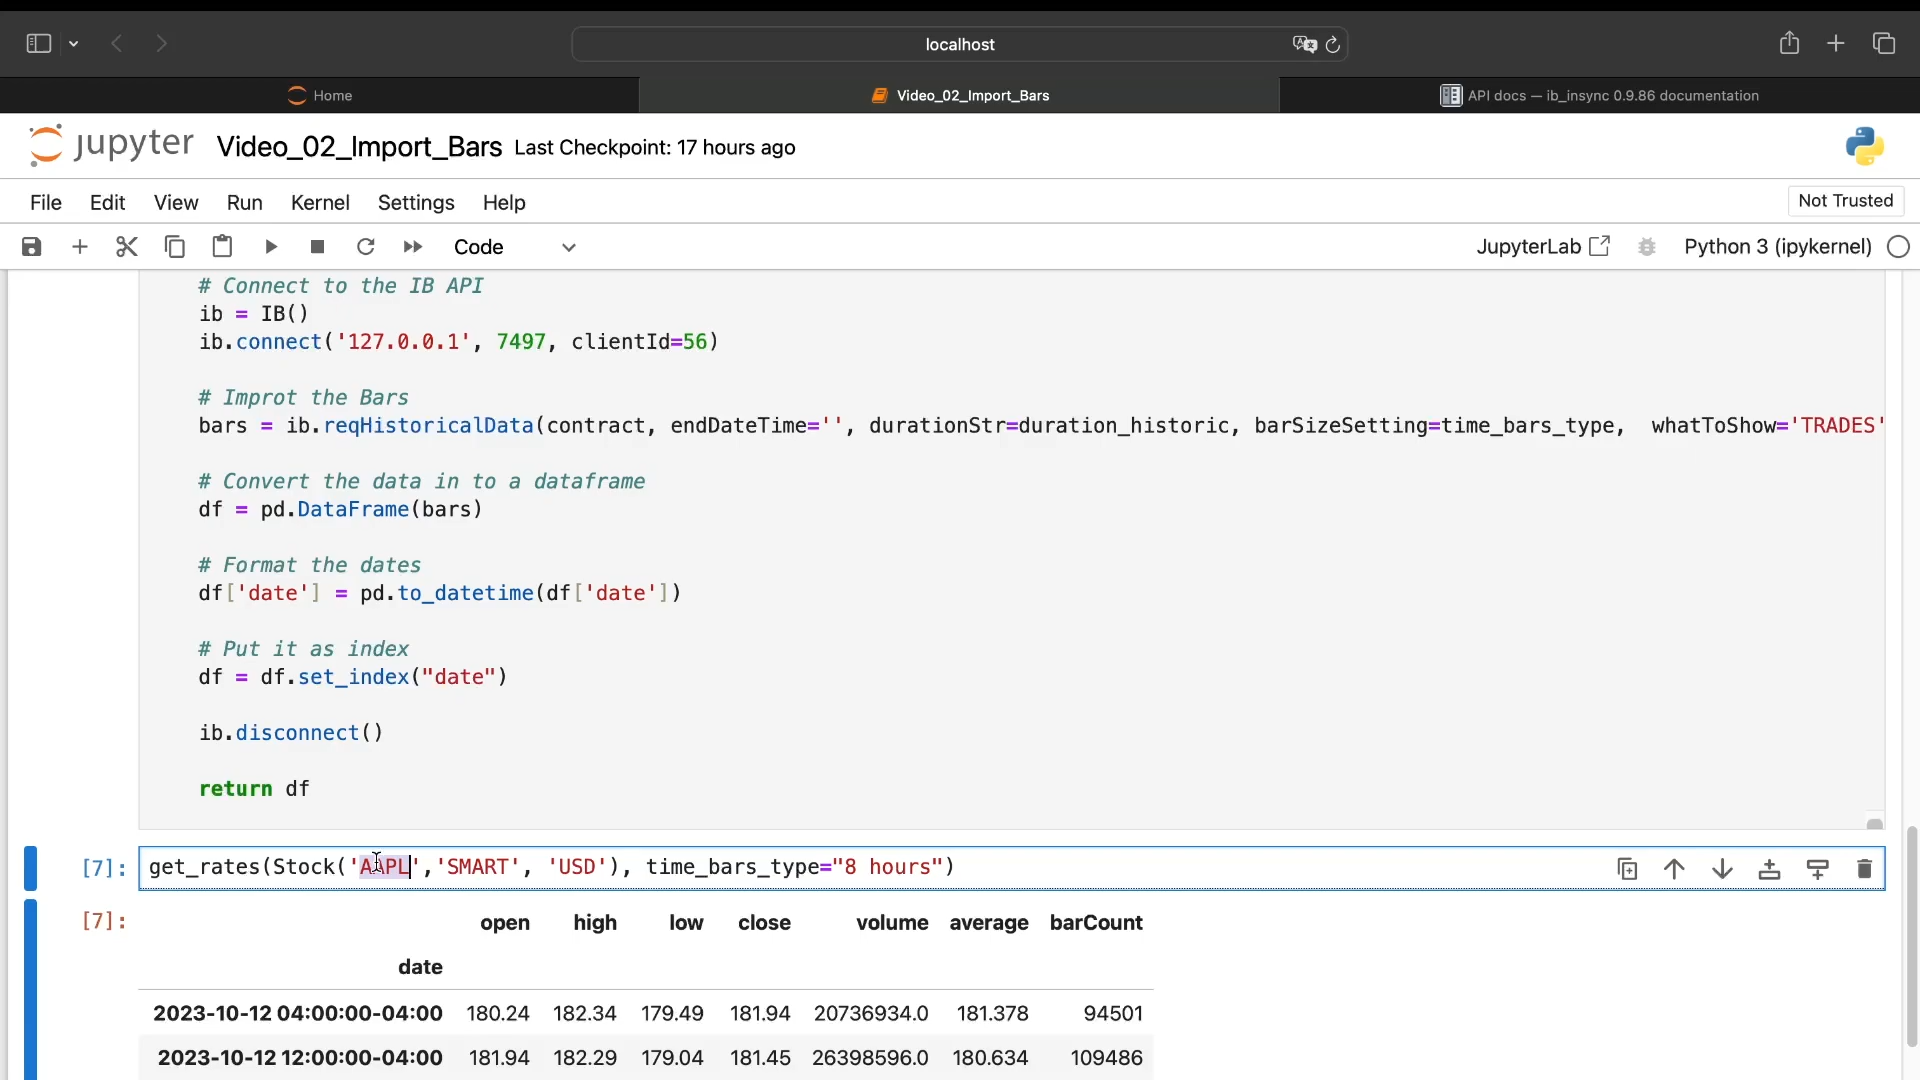 localhost
Home
Video_02_Import_Bars
API docs — ib_insync 0.9.86 documentation
jupyter Video_02_Import_Bars Last Checkpoint: 17 hours ago
File Edit View Run Kernel Settings Help
Not Trusted
Code
JupyterLab
Python 3 (ipykernel)
# Connect to the IB API
ib = IB()
ib.connect('127.0.0.1', 7497, clientId=56)
# Improt the Bars
bars = ib.reqHistoricalData(contract, endDateTime='', durationStr=duration_historic, barSizeSetting=time_bars_type,  whatToShow='TRADES'
# Convert the data in to a dataframe
df = pd.DataFrame(bars)
# Format the dates
df['date'] = pd.to_datetime(df['date'])
# Put it as index
df = df.set_index("date")
ib.disconnect()
return df
[7]: get_rates(Stock('AAPL','SMART', 'USD'), time_bars_type="8 hours")
[7]: open high low close volume average barCount
date
2023-10-12 04:00:00-04:00 180.24 182.34 179.49 181.94 20736934.0 181.378 94501
2023-10-12 12:00:00-04:00 181.94 182.29 179.04 181.45 26398596.0 180.634 109486